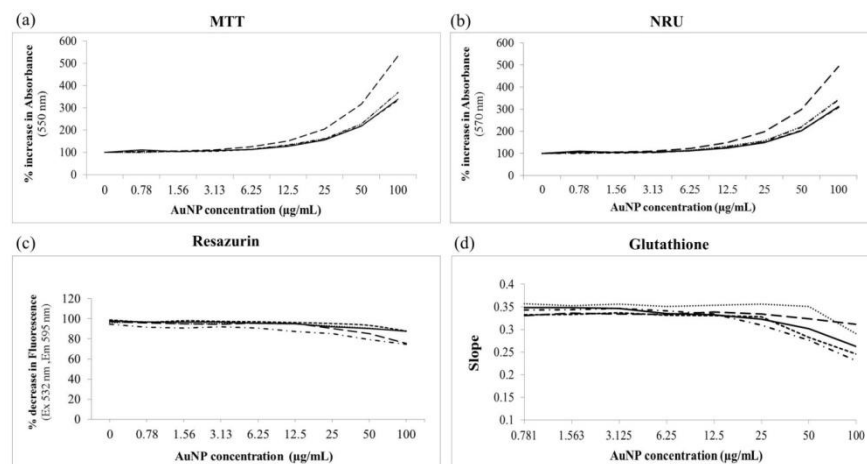 (a)
MTT
% increase in Absorbance
(550 nm)
600
500
400
300
200
100
0
0 0.78 1.56 3.13 6.25 12.5 25 50 100
AuNP concentration (µg/mL)
(b)
NRU
% increase in Absorbance
(570 nm)
600
500
400
300
200
100
0
0 0.78 1.56 3.13 6.25 12.5 25 50 100
AuNP concentration (µg/mL)
(c)
Resazurin
% decrease in Fluorescence
(Ex 532 nm ,Em 595 nm)
120
100
80
60
40
20
0
0 0.78 1.56 3.13 6.25 12.5 25 50 100
AuNP concentration (µg/mL)
(d)
Glutathione
Slope
0.4
0.35
0.3
0.25
0.2
0.15
0.1
0.781 1.563 3.125 6.25 12.5 25 50 100
AuNP concentration (µg/mL)